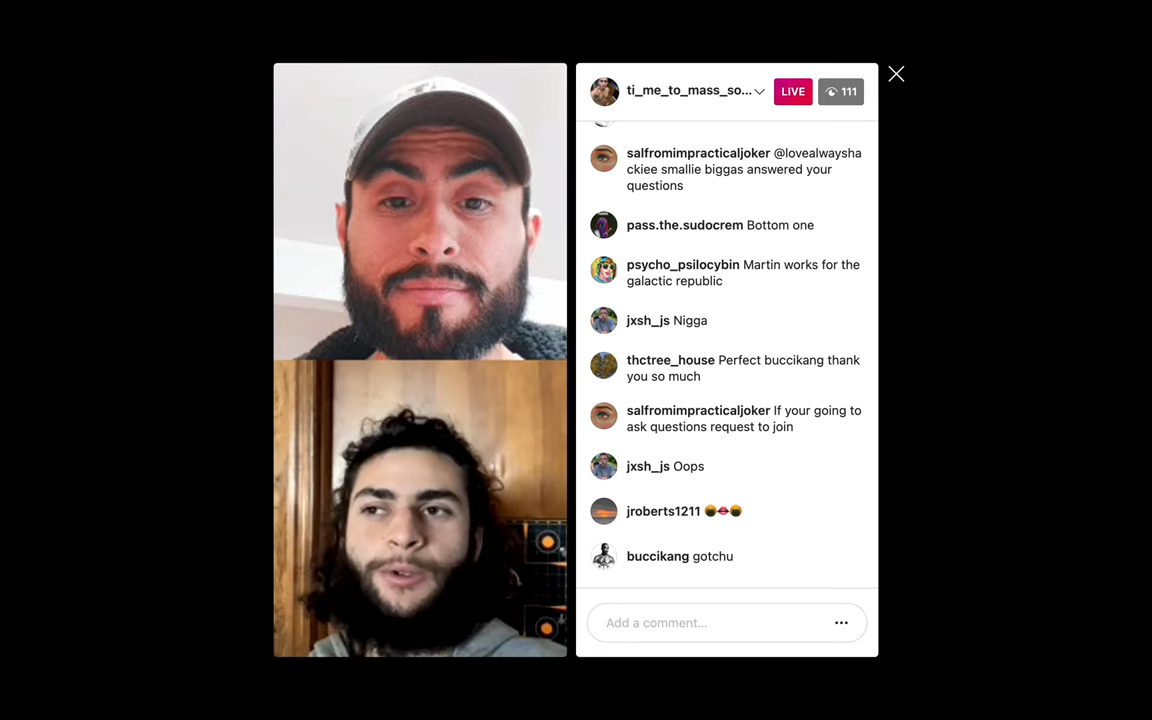 ti_me_to_mass_so...
LIVE
111
salfromimpracticaljoker @lovealwaysha
ckiee smallie biggas answered your
questions
pass.the.sudocrem Bottom one
psycho_psilocybin Martin works for the
galactic republic
jxsh_js Nigga
thctree_house Perfect buccikang thank
you so much
salfromimpracticaljoker If your going to
ask questions request to join
jxsh_js Oops
jroberts1211
buccikang gotchu
Add a comment...